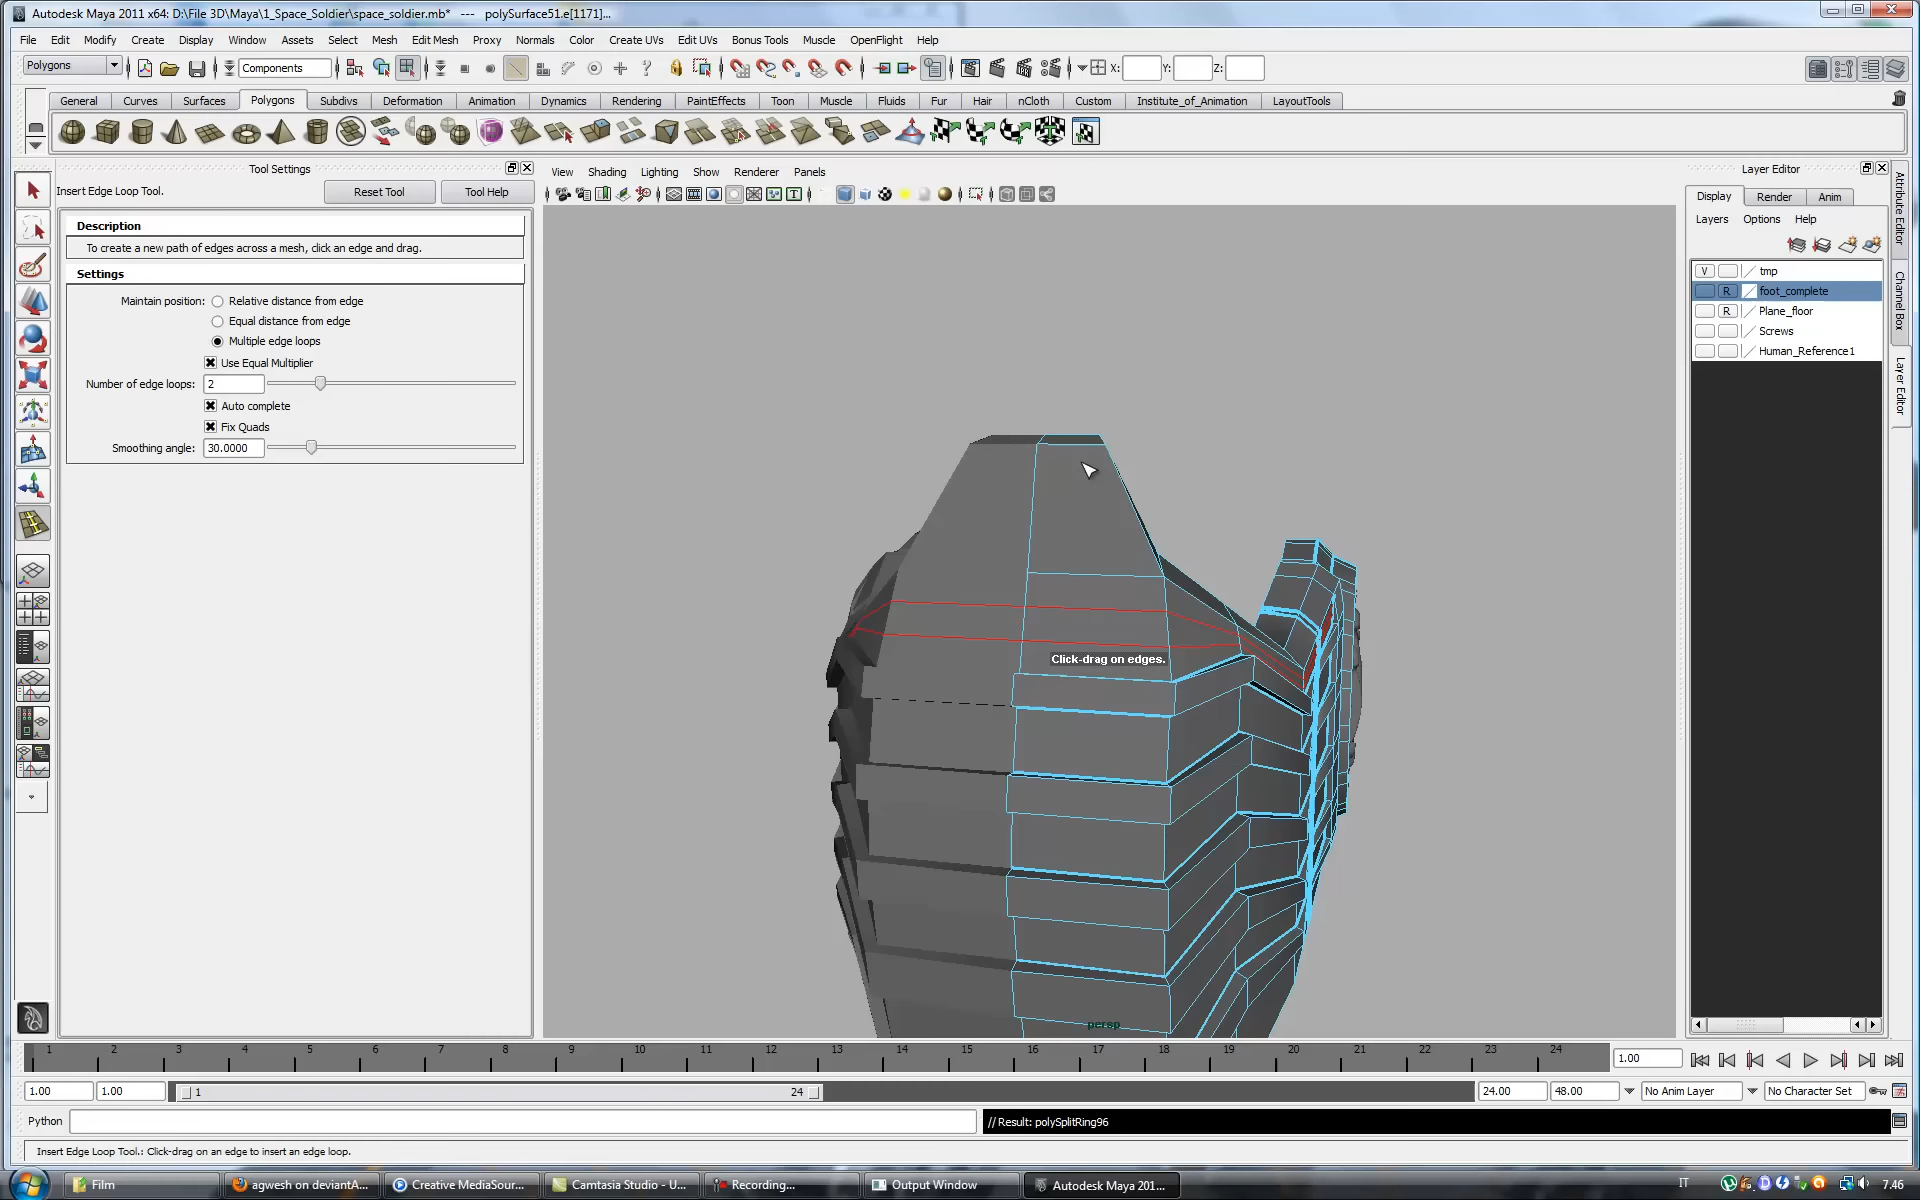 Autodesk Maya 2011 x64: D:\File 3D\Maya\1_Space_Soldier\space_soldier.mb* --- polySurface51.e[1171]...
File Edit Modify Create Display Window Assets Select Mesh Edit Mesh Proxy Normals Color Create UVs Edit UVs Bonus Tools Muscle OpenFlight Help
Polygons Components X: Y: Z:
General Curves Surfaces Polygons Subdivs Deformation Animation Dynamics Rendering PaintEffects Toon Muscle Fluids Fur Hair nCloth Custom Institute_of_Animation LayoutTools
Tool Settings
Insert Edge Loop Tool. Reset Tool Tool Help
Description
To create a new path of edges across a mesh, click an edge and drag.
Settings
Maintain position: Relative distance from edge
Equal distance from edge
Multiple edge loops
Use Equal Multiplier
Number of edge loops: 2
Auto complete
Fix Quads
Smoothing angle: 30.0000
View Shading Lighting Show Renderer Panels
Click-drag on edges.
persp
Layer Editor
Display Render Anim
Layers Options Help
V tmp
R foot_complete
R Plane_floor
Screws
Human_Reference1
Attribute Editor
Channel Box
Layer Editor
1 2 3 4 5 6 7 8 9 10 11 12 13 14 15 16 17 18 19 20 21 22 23 24 1.00
1.00 1.00 1 24 24.00 48.00 No Anim Layer No Character Set
Python // Result: polySplitRing96
Insert Edge Loop Tool.: Click-drag on an edge to insert an edge loop.
Film agwesh on deviantA... Creative MediaSour... Camtasia Studio - U... Recording... Output Window Autodesk Maya 201... IT 7.46